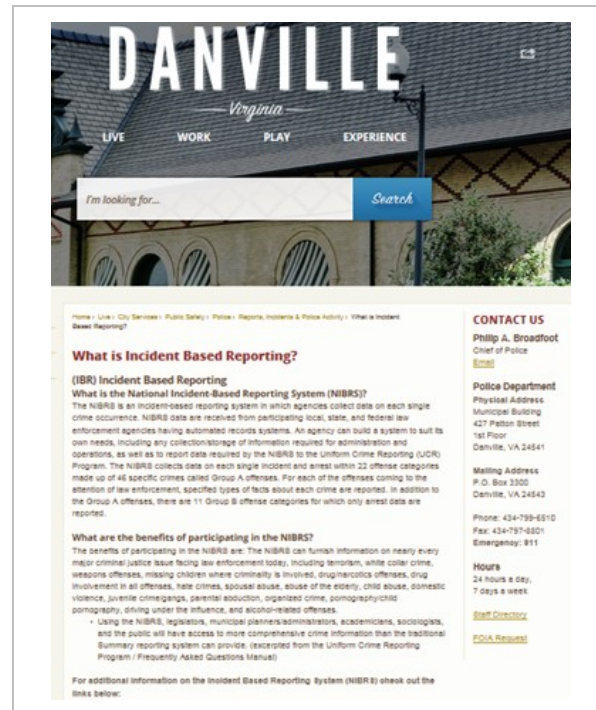 DANVILLE
Virginia
LIVE WORK PLAY EXPERIENCE
I'm looking for...
Search
Home › Live › City Services › Public Safety › Police › Reports, Incidents & Police Activity › What is Incident
Based Reporting?
What is Incident Based Reporting?
(IBR) Incident Based Reporting
What is the National Incident-Based Reporting System (NIBRS)?
The NIBRS is an incident-based reporting system in which agencies collect data on each single
crime occurrence. NIBRS data are received from participating local, state, and federal law
enforcement agencies having automated records systems. An agency can build a system to suit its
own needs, including any collection/storage of information required for administration and
operations, as well as to report data required by the NIBRS to the Uniform Crime Reporting (UCR)
Program. The NIBRS collects data on each single incident and arrest within 22 offense categories
made up of 46 specific crimes called Group A offenses. For each of the offenses coming to the
attention of law enforcement, specified types of facts about each crime are reported. In addition to
the Group A offenses, there are 11 Group B offense categories for which only arrest data are
reported.
What are the benefits of participating in the NIBRS?
The benefits of participating in the NIBRS are: The NIBRS can furnish information on nearly every
major criminal justice issue facing law enforcement today, including terrorism, white collar crime,
weapons offenses, missing children where criminality is involved, drug/narcotics offenses, drug
involvement in all offenses, hate crimes, spousal abuse, abuse of the elderly, child abuse, domestic
violence, juvenile crime/gangs, parental abduction, organized crime, pornography/child
pornography, driving under the influence, and alcohol-related offenses.
• Using the NIBRS, legislators, municipal planners/administrators, academicians, sociologists,
and the public will have access to more comprehensive crime information than the traditional
Summary reporting system can provide. (excerpted from the Uniform Crime Reporting
Program / Frequently Asked Questions Manual)
For additional information on the Incident Based Reporting System (NIBRS) check out the
links below:
CONTACT US
Philip A. Broadfoot
Chief of Police
Email
Police Department
Physical Address
Municipal Building
427 Patton Street
1st Floor
Danville, VA 24541
Mailing Address
P.O. Box 3300
Danville, VA 24543
Phone: 434-799-6510
Fax: 434-797-8801
Emergency: 911
Hours
24 hours a day,
7 days a week
Staff Directory
FOIA Request